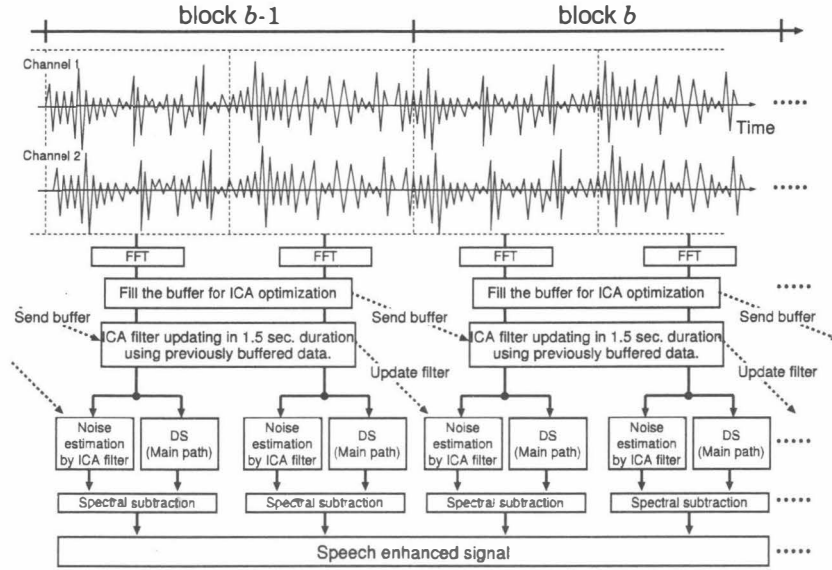 block b-1 block b
Channel 1
Time
Channel 2
FFT FFT FFT FFT
Fill the buffer for ICA optimization Fill the buffer for ICA optimization
Send buffer Send buffer Send buffer
ICA filter updating in 1.5 sec. duration using previously buffered data. ICA filter updating in 1.5 sec. duration using previously buffered data.
Update filter Update filter
Noise estimation by ICA filter DS (Main path) Noise estimation by ICA filter DS (Main path) Noise estimation by ICA filter DS (Main path) Noise estimation by ICA filter DS (Main path)
Spectral subtraction Spectral subtraction Spectral subtraction Spectral subtraction
Speech enhanced signal